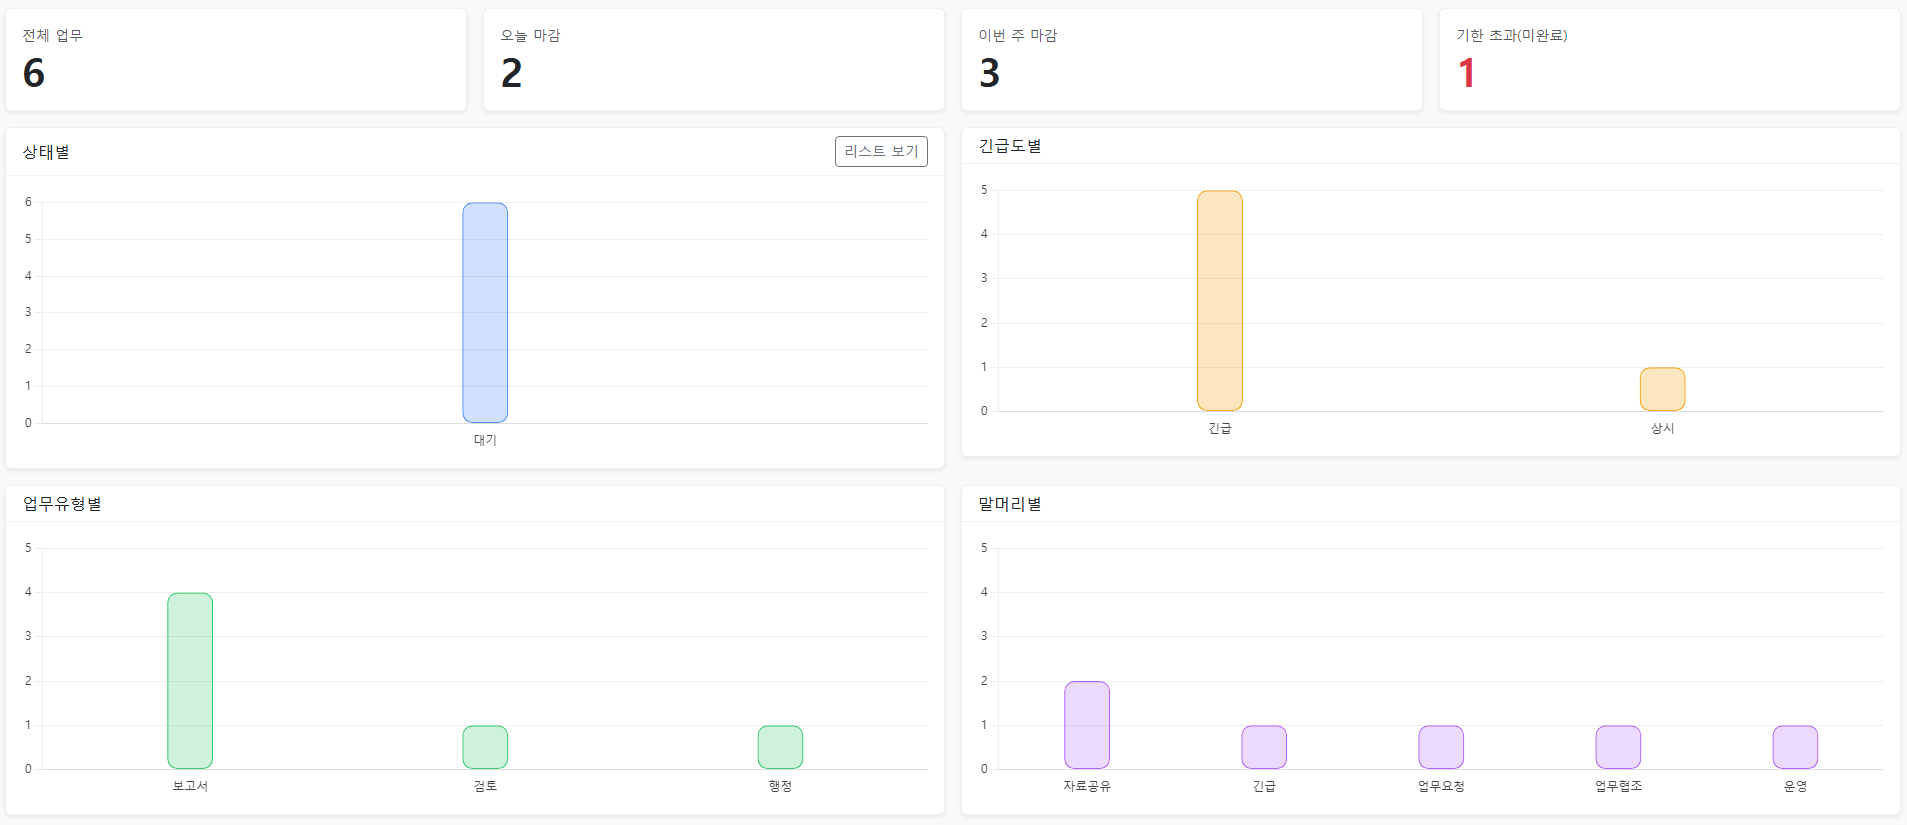 전체 업무
6
오늘 마감
2
이번 주 마감
3
기한 초과(미완료)
1
상태별
리스트 보기
6
5
4
3
2
1
0
대기
긴급도별
5
4
3
2
1
0
긴급
상시
업무유형별
5
4
3
2
1
0
보고서
검토
행정
말머리별
5
4
3
2
1
0
자료공유
긴급
업무요청
업무협조
운영